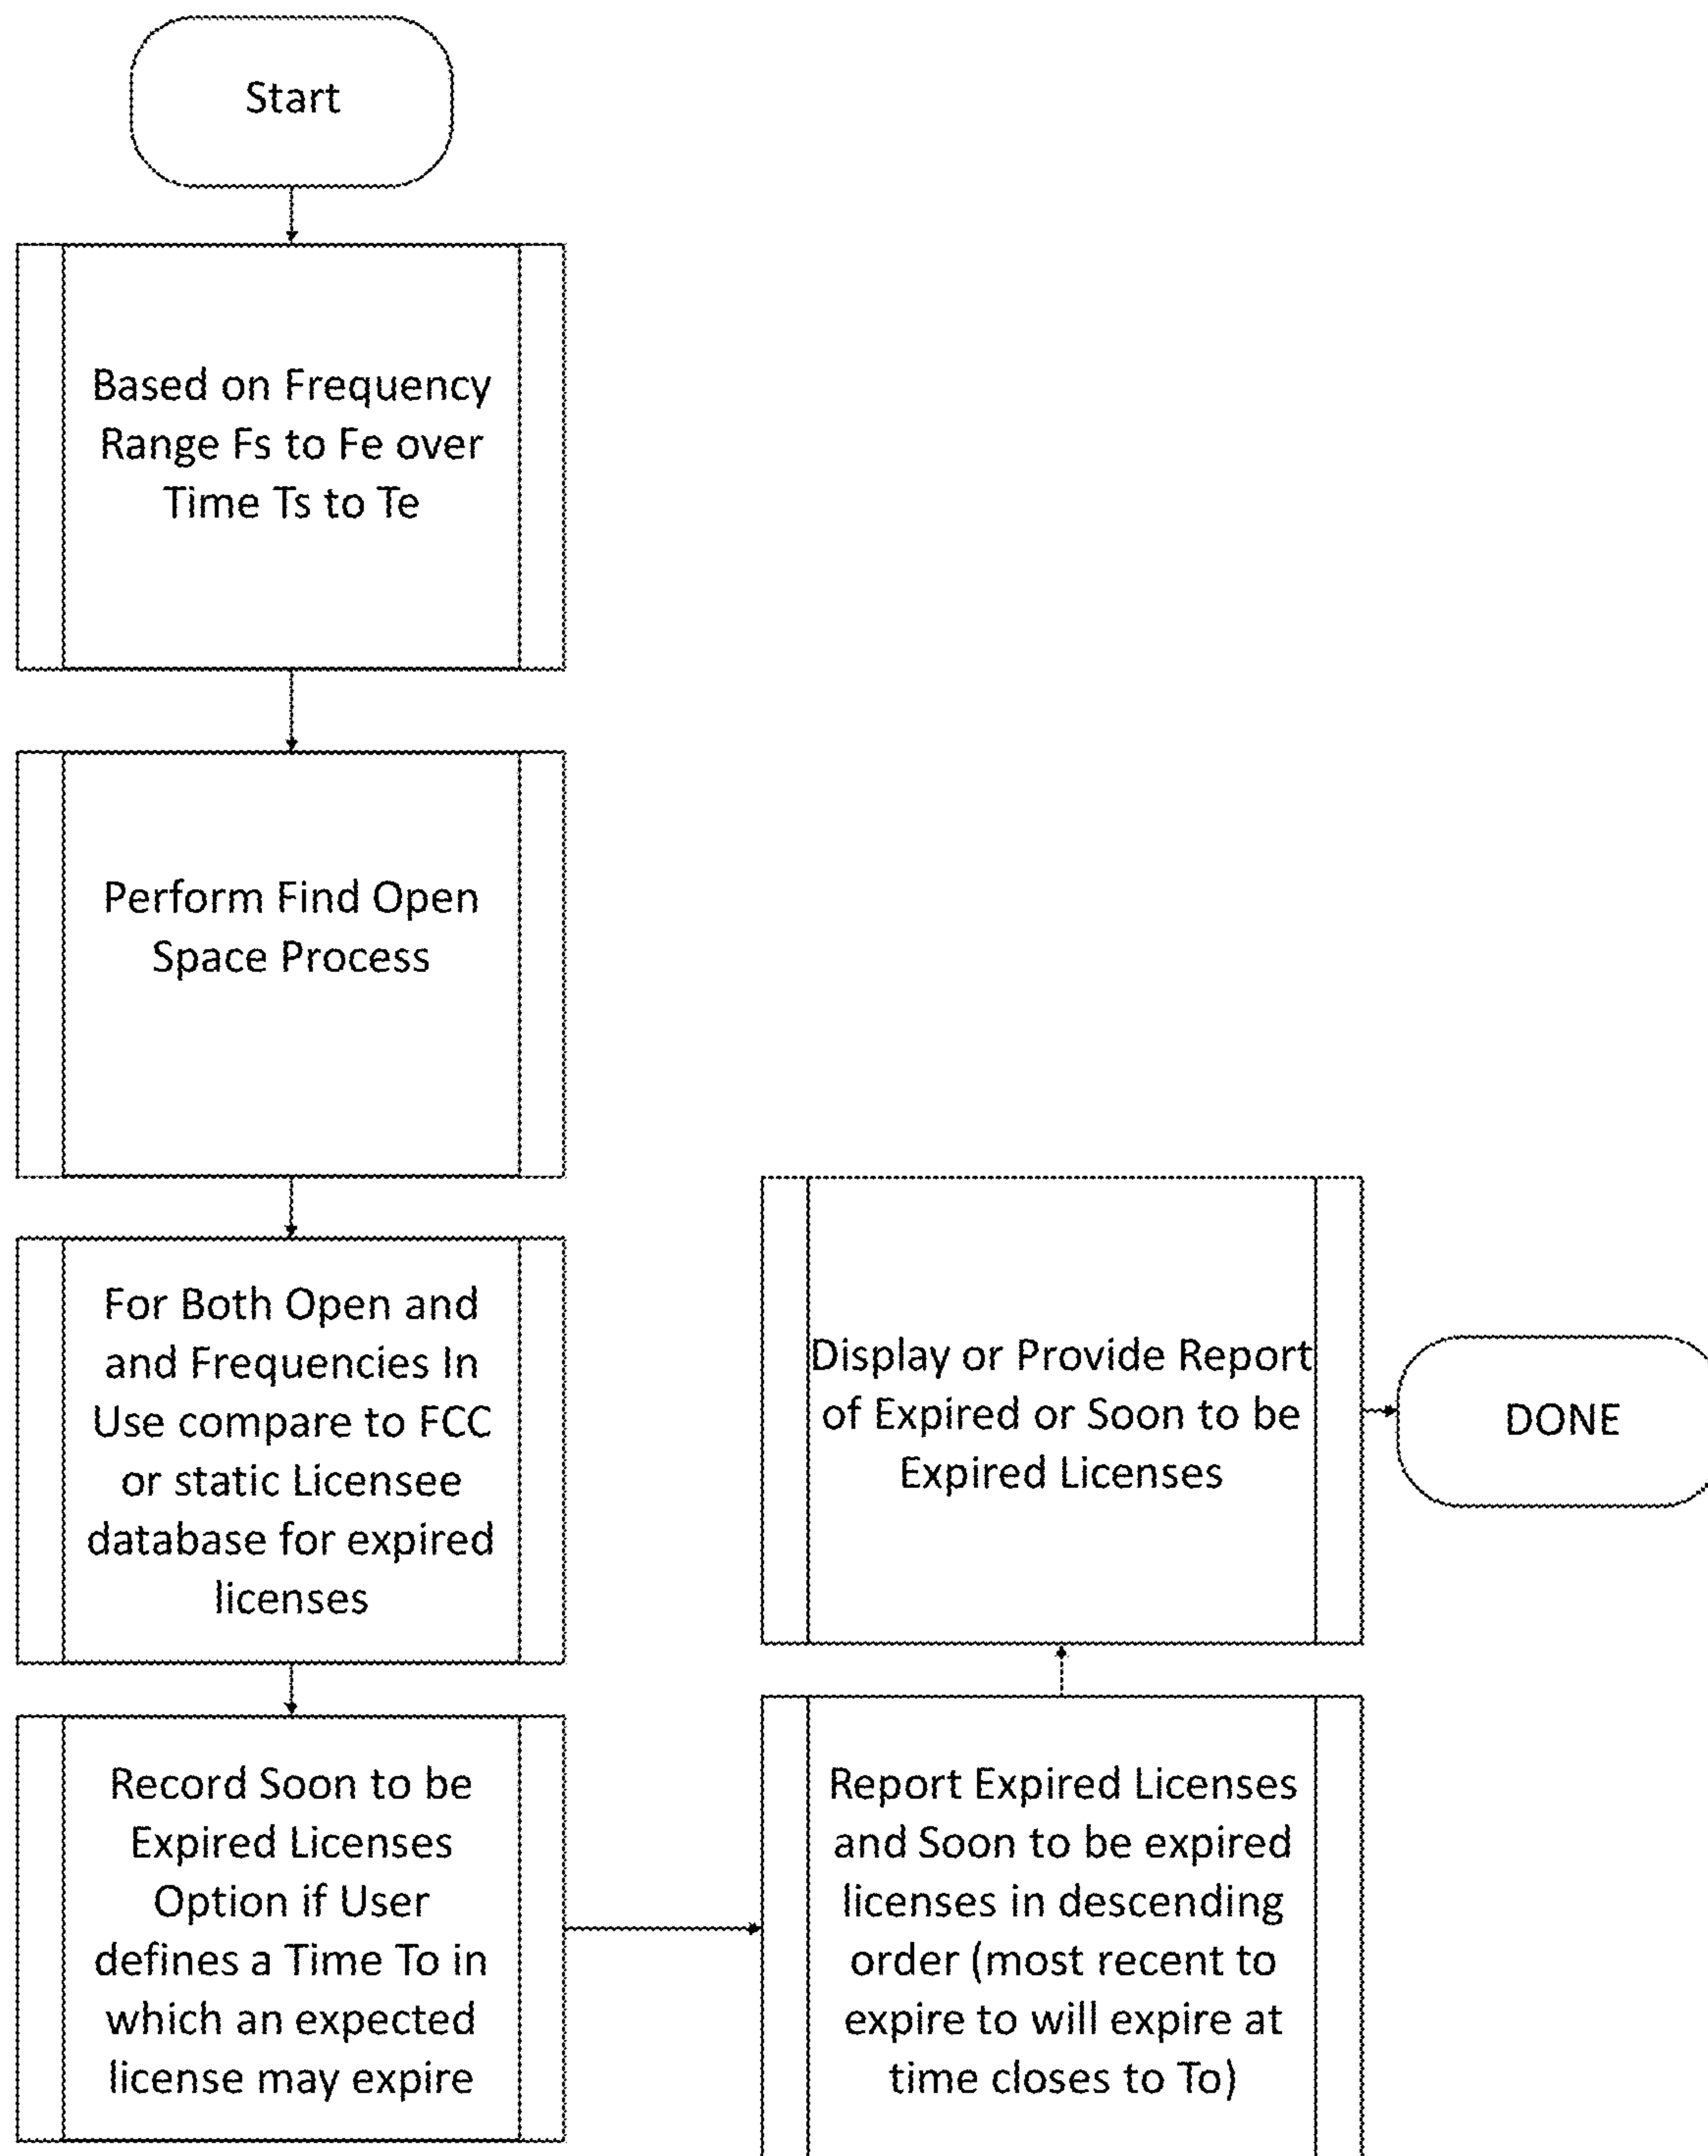 Start
Based on Frequency
Range Fs to Fe over
Time Ts to Te
Perform Find Open
Space Process
For Both Open and
and Frequencies In
Use compare to FCC
or static Licensee
database for expired
licenses
Record Soon to be
Expired Licenses
Option if User
defines a Time To in
which an expected
license may expire
Report Expired Licenses
and Soon to be expired
licenses in descending
order (most recent to
expire to will expire at
time closes to To)
Display or Provide Report
of Expired or Soon to be
Expired Licenses
DONE